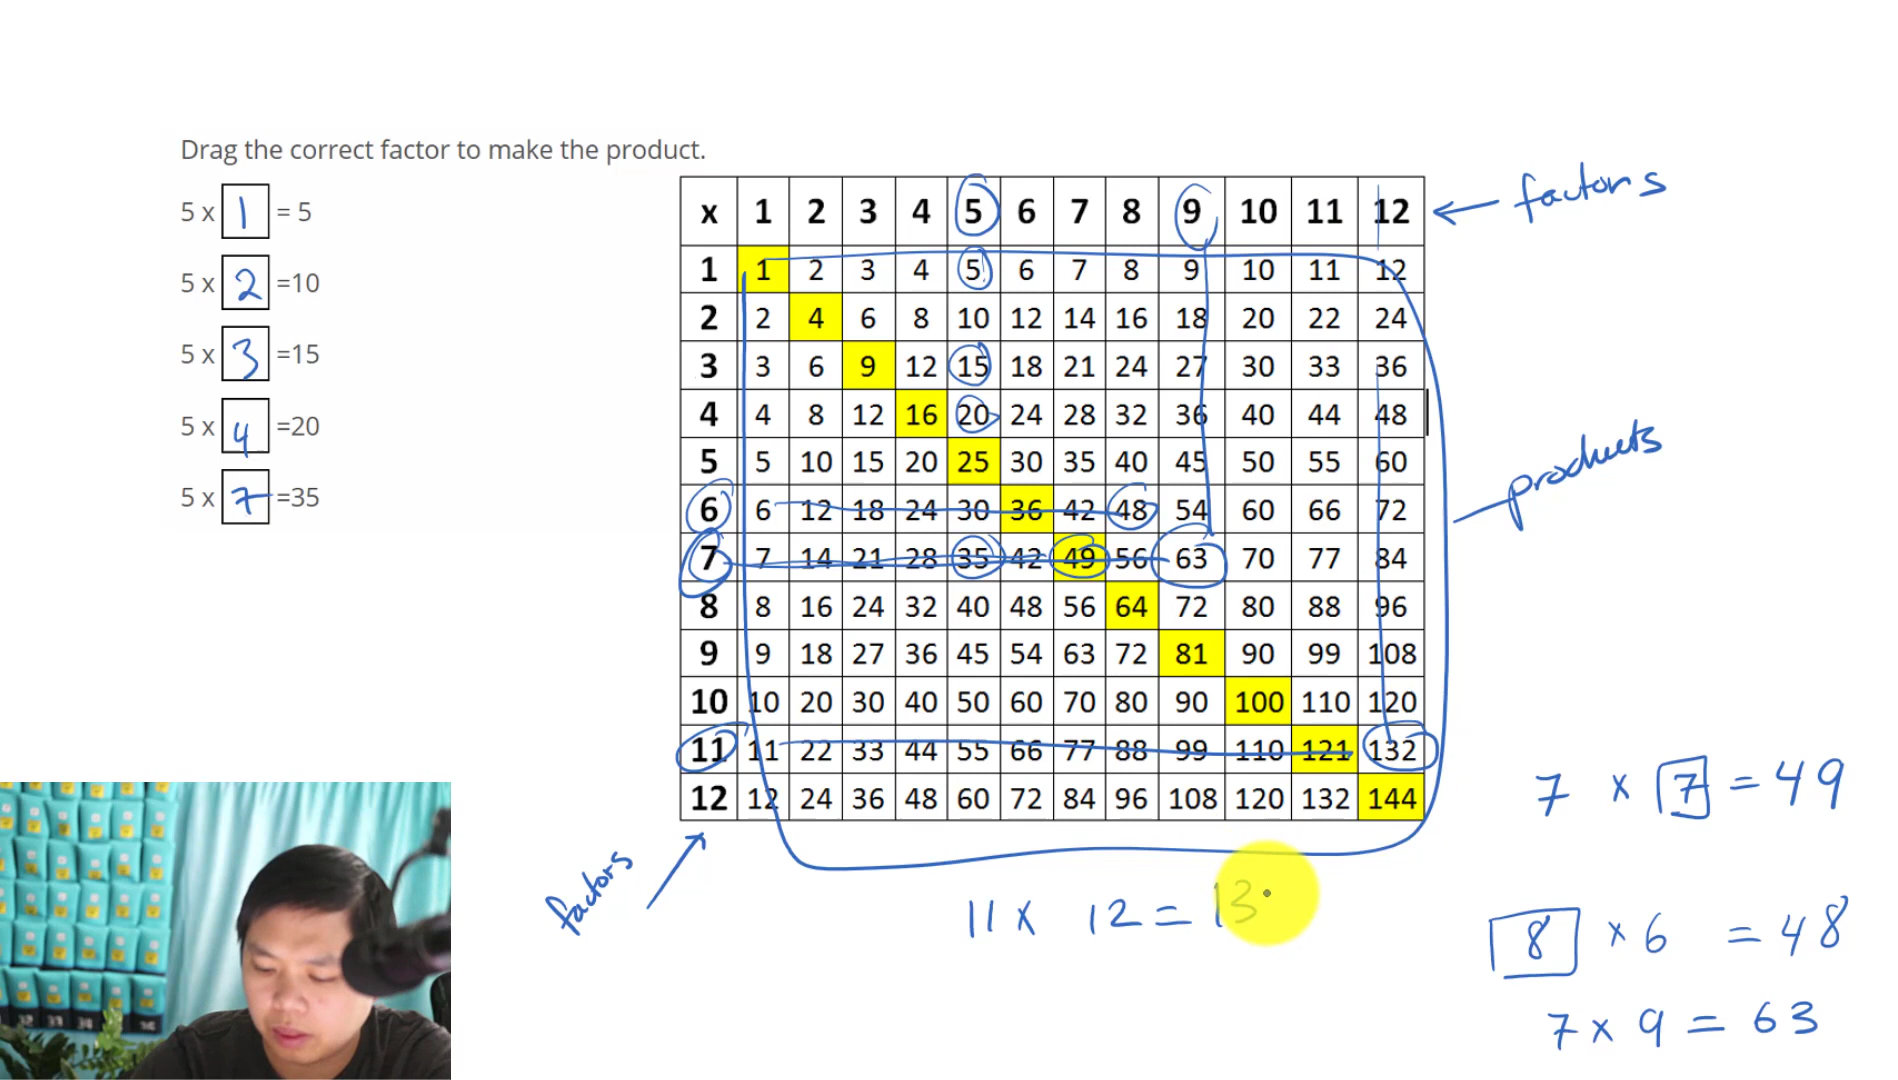 Drag the correct factor to make the product.
5 x 1 = 5
5 x 2 =10
5 x 3 =15
5 x 4 =20
5 x 7 =35
x 1 2 3 4 5 6 7 8 9 10 11 12
1 1 2 3 4 5 6 7 8 9 10 11 12
2 2 4 6 8 10 12 14 16 18 20 22 24
3 3 6 9 12 15 18 21 24 27 30 33 36
4 4 8 12 16 20 24 28 32 36 40 44 48
5 5 10 15 20 25 30 35 40 45 50 55 60
6 6 12 18 24 30 36 42 48 54 60 66 72
7 7 14 21 28 35 42 49 56 63 70 77 84
8 8 16 24 32 40 48 56 64 72 80 88 96
9 9 18 27 36 45 54 63 72 81 90 99 108
10 10 20 30 40 50 60 70 80 90 100 110 120
11 11 22 33 44 55 66 77 88 99 110 121 132
12 12 24 36 48 60 72 84 96 108 120 132 144
factors
products
factors
11 x 12 = 13
7 x 7 = 49
8 x 6 = 48
7 x 9 = 63